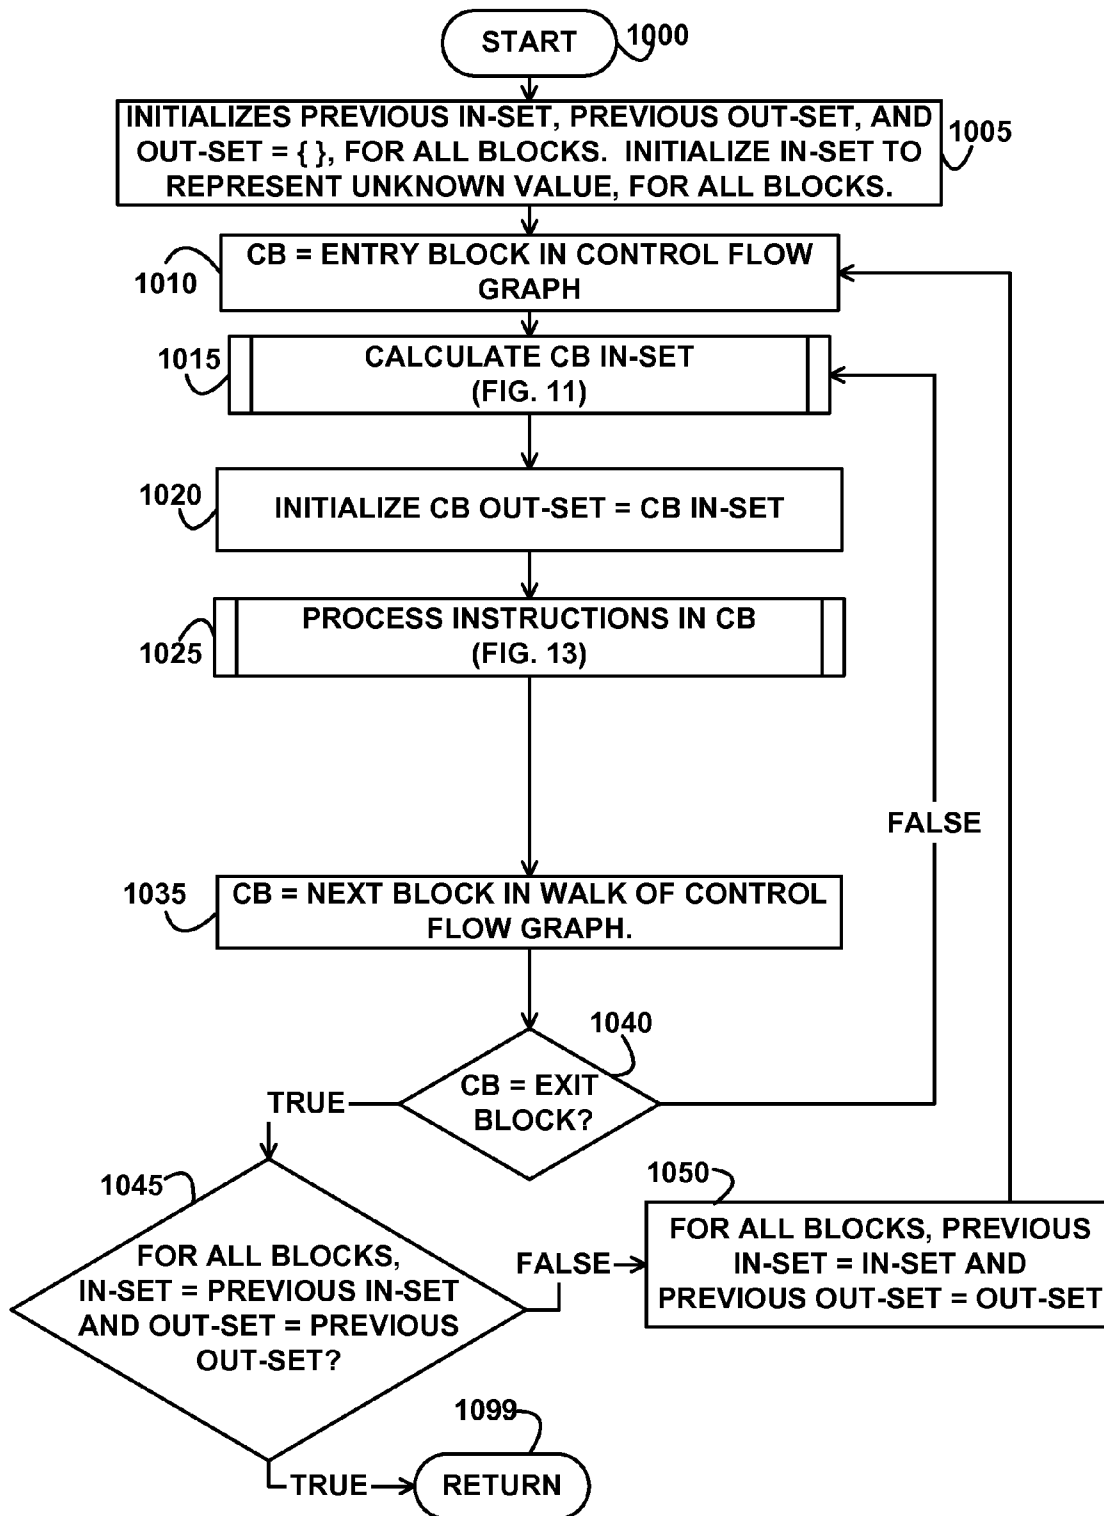 START
1000
INITIALIZES PREVIOUS IN-SET, PREVIOUS OUT-SET, AND
OUT-SET = { }, FOR ALL BLOCKS. INITIALIZE IN-SET TO
REPRESENT UNKNOWN VALUE, FOR ALL BLOCKS.
1005
CB = ENTRY BLOCK IN CONTROL FLOW
GRAPH
1010
1015
CALCULATE CB IN-SET
(FIG. 11)
1020
INITIALIZE CB OUT-SET = CB IN-SET
1025
PROCESS INSTRUCTIONS IN CB
(FIG. 13)
FALSE
1035
CB = NEXT BLOCK IN WALK OF CONTROL
FLOW GRAPH.
1040
CB = EXIT
BLOCK?
TRUE
1045
FOR ALL BLOCKS,
IN-SET = PREVIOUS IN-SET
AND OUT-SET = PREVIOUS
OUT-SET?
FALSE
1050
FOR ALL BLOCKS, PREVIOUS
IN-SET = IN-SET AND
PREVIOUS OUT-SET = OUT-SET
TRUE
1099
RETURN